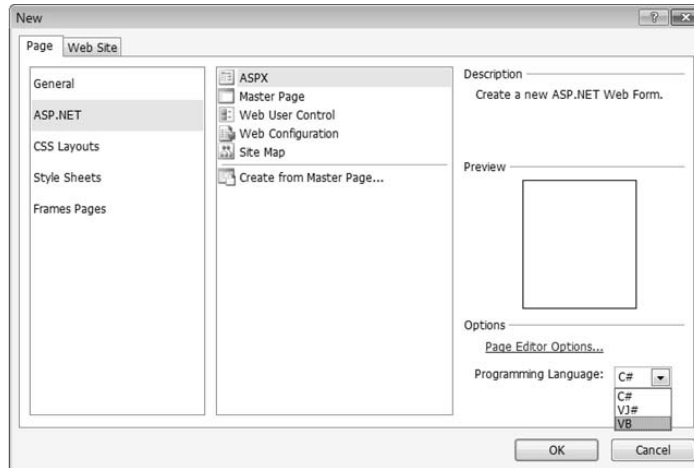 New
Page
Web Site
General
ASP.NET
CSS Layouts
Style Sheets
Frames Pages
ASPX
Master Page
Web User Control
Web Configuration
Site Map
Create from Master Page...
Description
Create a new ASP.NET Web Form.
Preview
Options
Page Editor Options...
Programming Language: C#
C#
VJ#
VB
OK
Cancel